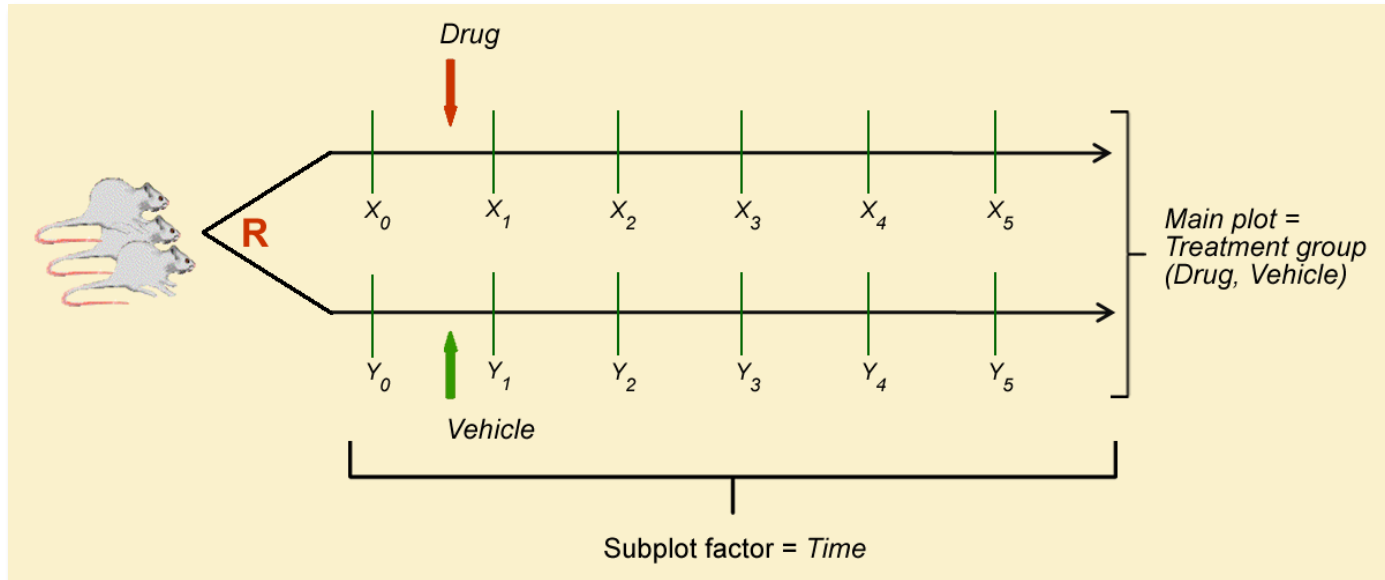 Drug
X0 X1 X2 X3 X4 X5
R
Main plot =
Treatment group
(Drug, Vehicle)
Y0 Y1 Y2 Y3 Y4 Y5
Vehicle
Subplot factor = Time